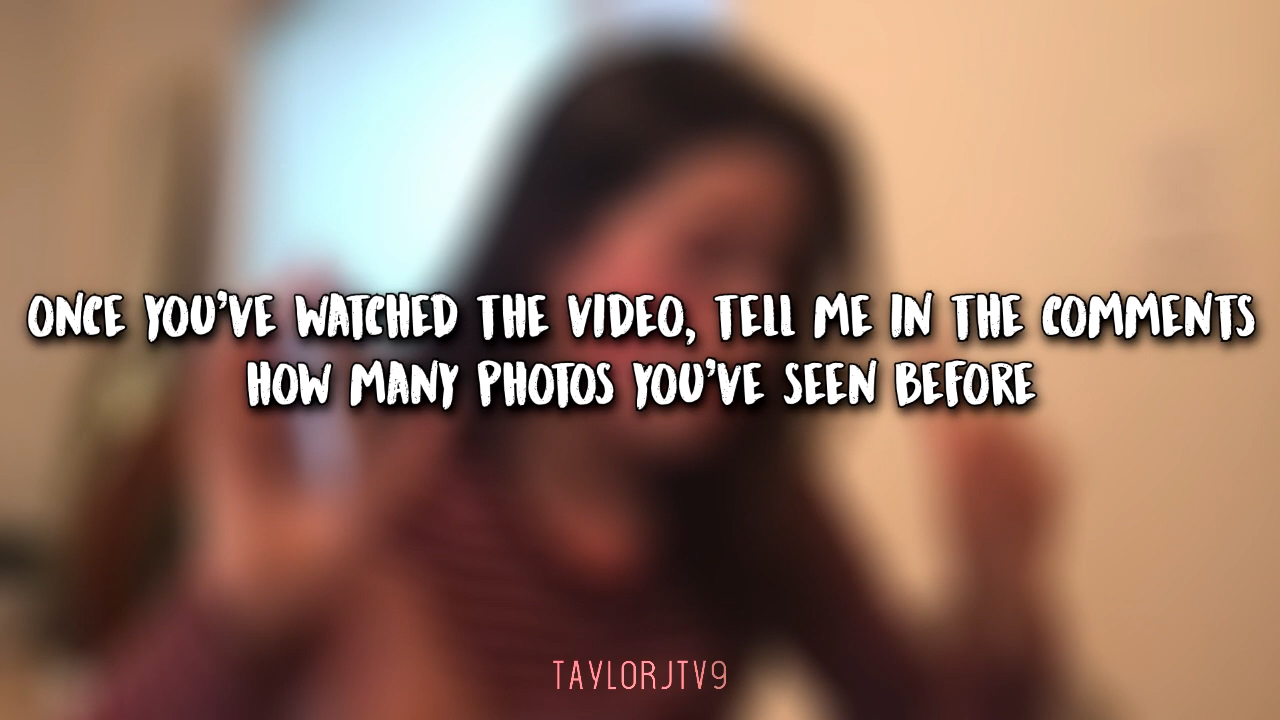 ONCE YOU'VE WATCHED THE VIDEO, TELL ME IN THE COMMENTS
HOW MANY PHOTOS YOU'VE SEEN BEFORE
TAYLORJTV9